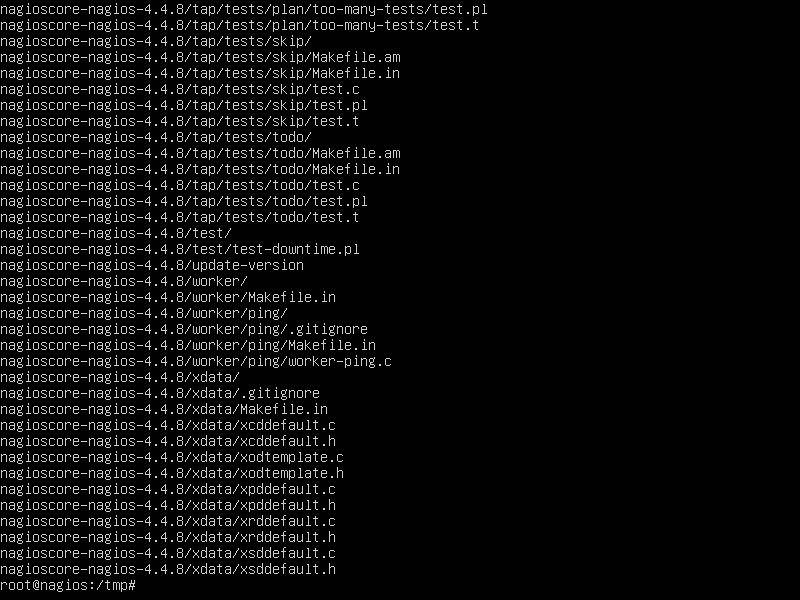 nagioscore-nagios-4.4.8/tap/tests/plan/too-many-tests/test.pl
nagioscore-nagios-4.4.8/tap/tests/plan/too-many-tests/test.t
nagioscore-nagios-4.4.8/tap/tests/skip/
nagioscore-nagios-4.4.8/tap/tests/skip/Makefile.am
nagioscore-nagios-4.4.8/tap/tests/skip/Makefile.in
nagioscore-nagios-4.4.8/tap/tests/skip/test.c
nagioscore-nagios-4.4.8/tap/tests/skip/test.pl
nagioscore-nagios-4.4.8/tap/tests/skip/test.t
nagioscore-nagios-4.4.8/tap/tests/todo/
nagioscore-nagios-4.4.8/tap/tests/todo/Makefile.am
nagioscore-nagios-4.4.8/tap/tests/todo/Makefile.in
nagioscore-nagios-4.4.8/tap/tests/todo/test.c
nagioscore-nagios-4.4.8/tap/tests/todo/test.pl
nagioscore-nagios-4.4.8/tap/tests/todo/test.t
nagioscore-nagios-4.4.8/test/
nagioscore-nagios-4.4.8/test/test-downtime.pl
nagioscore-nagios-4.4.8/update-version
nagioscore-nagios-4.4.8/worker/
nagioscore-nagios-4.4.8/worker/Makefile.in
nagioscore-nagios-4.4.8/worker/ping/
nagioscore-nagios-4.4.8/worker/ping/.gitignore
nagioscore-nagios-4.4.8/worker/ping/Makefile.in
nagioscore-nagios-4.4.8/worker/ping/worker-ping.c
nagioscore-nagios-4.4.8/xdata/
nagioscore-nagios-4.4.8/xdata/.gitignore
nagioscore-nagios-4.4.8/xdata/Makefile.in
nagioscore-nagios-4.4.8/xdata/xcddefault.c
nagioscore-nagios-4.4.8/xdata/xcddefault.h
nagioscore-nagios-4.4.8/xdata/xodtemplate.c
nagioscore-nagios-4.4.8/xdata/xodtemplate.h
nagioscore-nagios-4.4.8/xdata/xpddefault.c
nagioscore-nagios-4.4.8/xdata/xpddefault.h
nagioscore-nagios-4.4.8/xdata/xrddefault.c
nagioscore-nagios-4.4.8/xdata/xrddefault.h
nagioscore-nagios-4.4.8/xdata/xsddefault.c
nagioscore-nagios-4.4.8/xdata/xsddefault.h
root@nagios:/tmp#